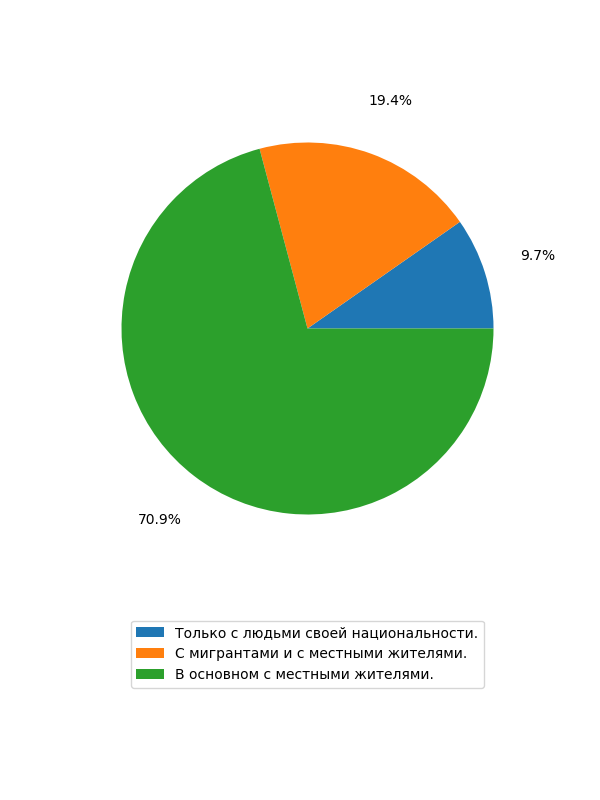 19.4%
9.7%
70.9%
Только с людьми своей национальности.
С мигрантами и с местными жителями.
В основном с местными жителями.